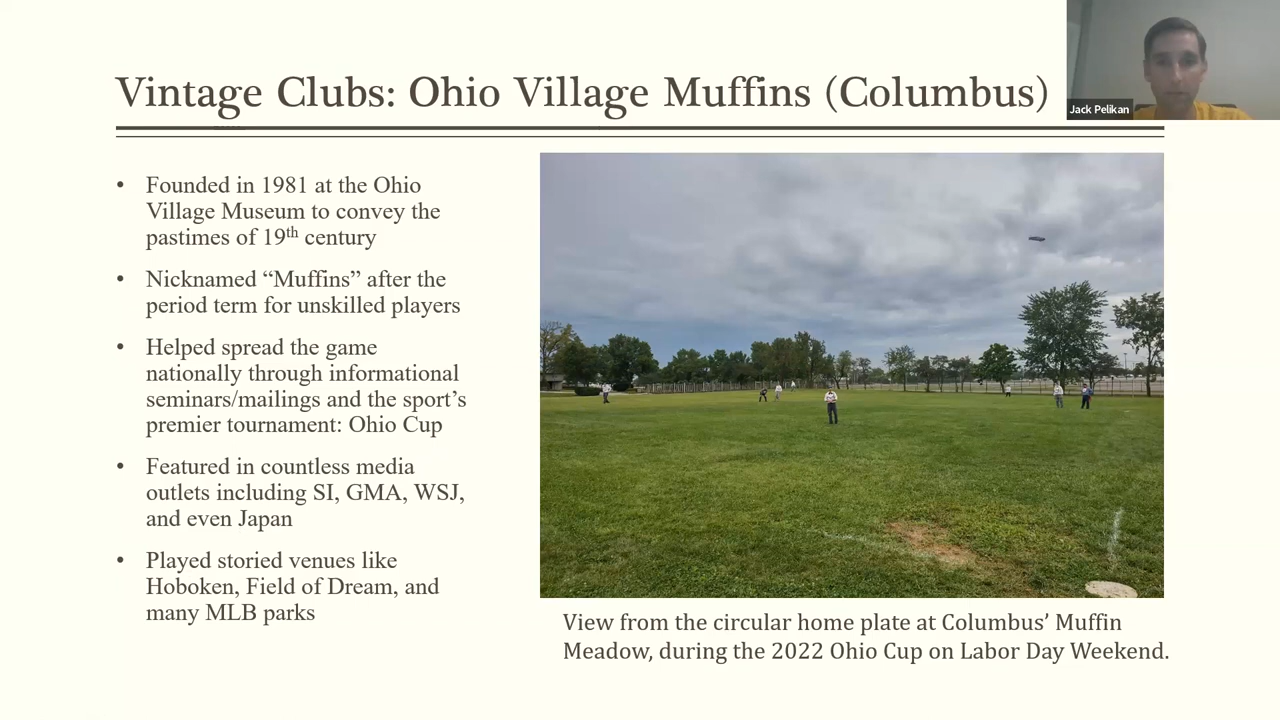 Vintage Clubs: Ohio Village Muffins (Columbus)
Jack Pelikan
• Founded in 1981 at the Ohio
Village Museum to convey the
pastimes of 19th century
• Nicknamed “Muffins” after the
period term for unskilled players
• Helped spread the game
nationally through informational
seminars/mailings and the sport’s
premier tournament: Ohio Cup
• Featured in countless media
outlets including SI, GMA, WSJ,
and even Japan
• Played storied venues like
Hoboken, Field of Dream, and
many MLB parks
View from the circular home plate at Columbus’ Muffin
Meadow, during the 2022 Ohio Cup on Labor Day Weekend.